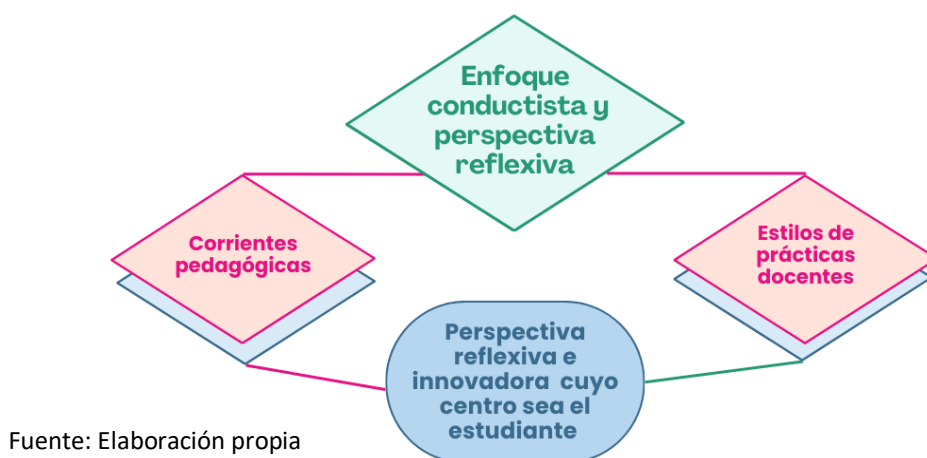 Enfoque
conductista y
perspectiva
reflexiva
Corrientes
pedagógicas
Estilos de
prácticas
docentes
Perspectiva
reflexiva e
innovadora cuyo
centro sea el
estudiante
Fuente: Elaboración propia